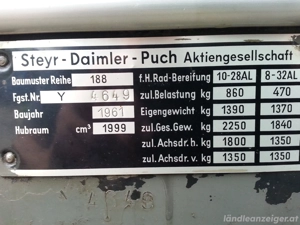 Steyr - Daimler - Puch Aktiengesellschaft
Baumuster Reihe 188 f.H. Rad-Bereifung 10-28AL 8-32AL
Fgst.Nr. Y 4649 zul.Belastung kg 860 470
Baujahr 1961 Eigengewicht kg 1390 1370
Hubraum cm³ 1999 zul.Ges.Gew. kg 2250 1840
zul. Achsdr. h. kg 1800 1350
zul. Achsdr. v. kg 1350 1350
ländleanzeiger.at